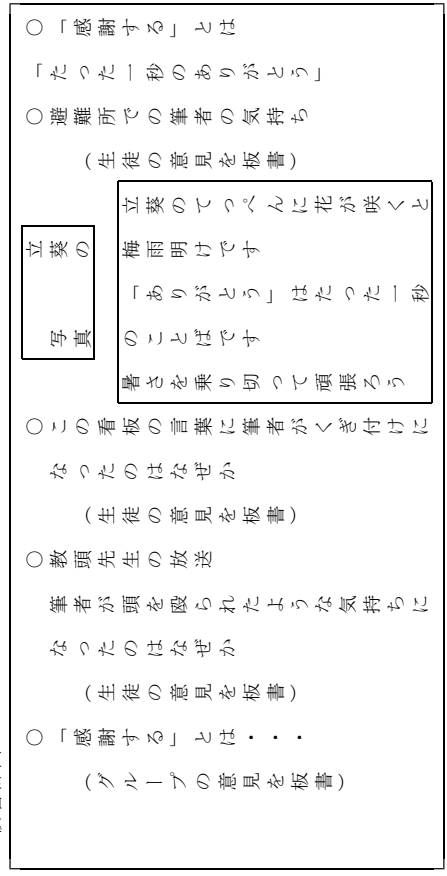 ○「感謝する」とは
「たった一秒のありがとう」
○避難所での筆者の気持ち
(生徒の意見を板書)
立葵の
写真
立葵のてっぺんに花が咲くと
梅雨明けです
「ありがとう」はたった一秒
のことばです
暑さを乗り切って頑張ろう
○この看板の言葉に筆者がくぎ付けに
なったのはなぜか
(生徒の意見を板書)
○教頭先生の放送
筆者が頭を殴られたような気持ちに
なったのはなぜか
(生徒の意見を板書)
○「感謝する」とは・・・
(グループの意見を板書)